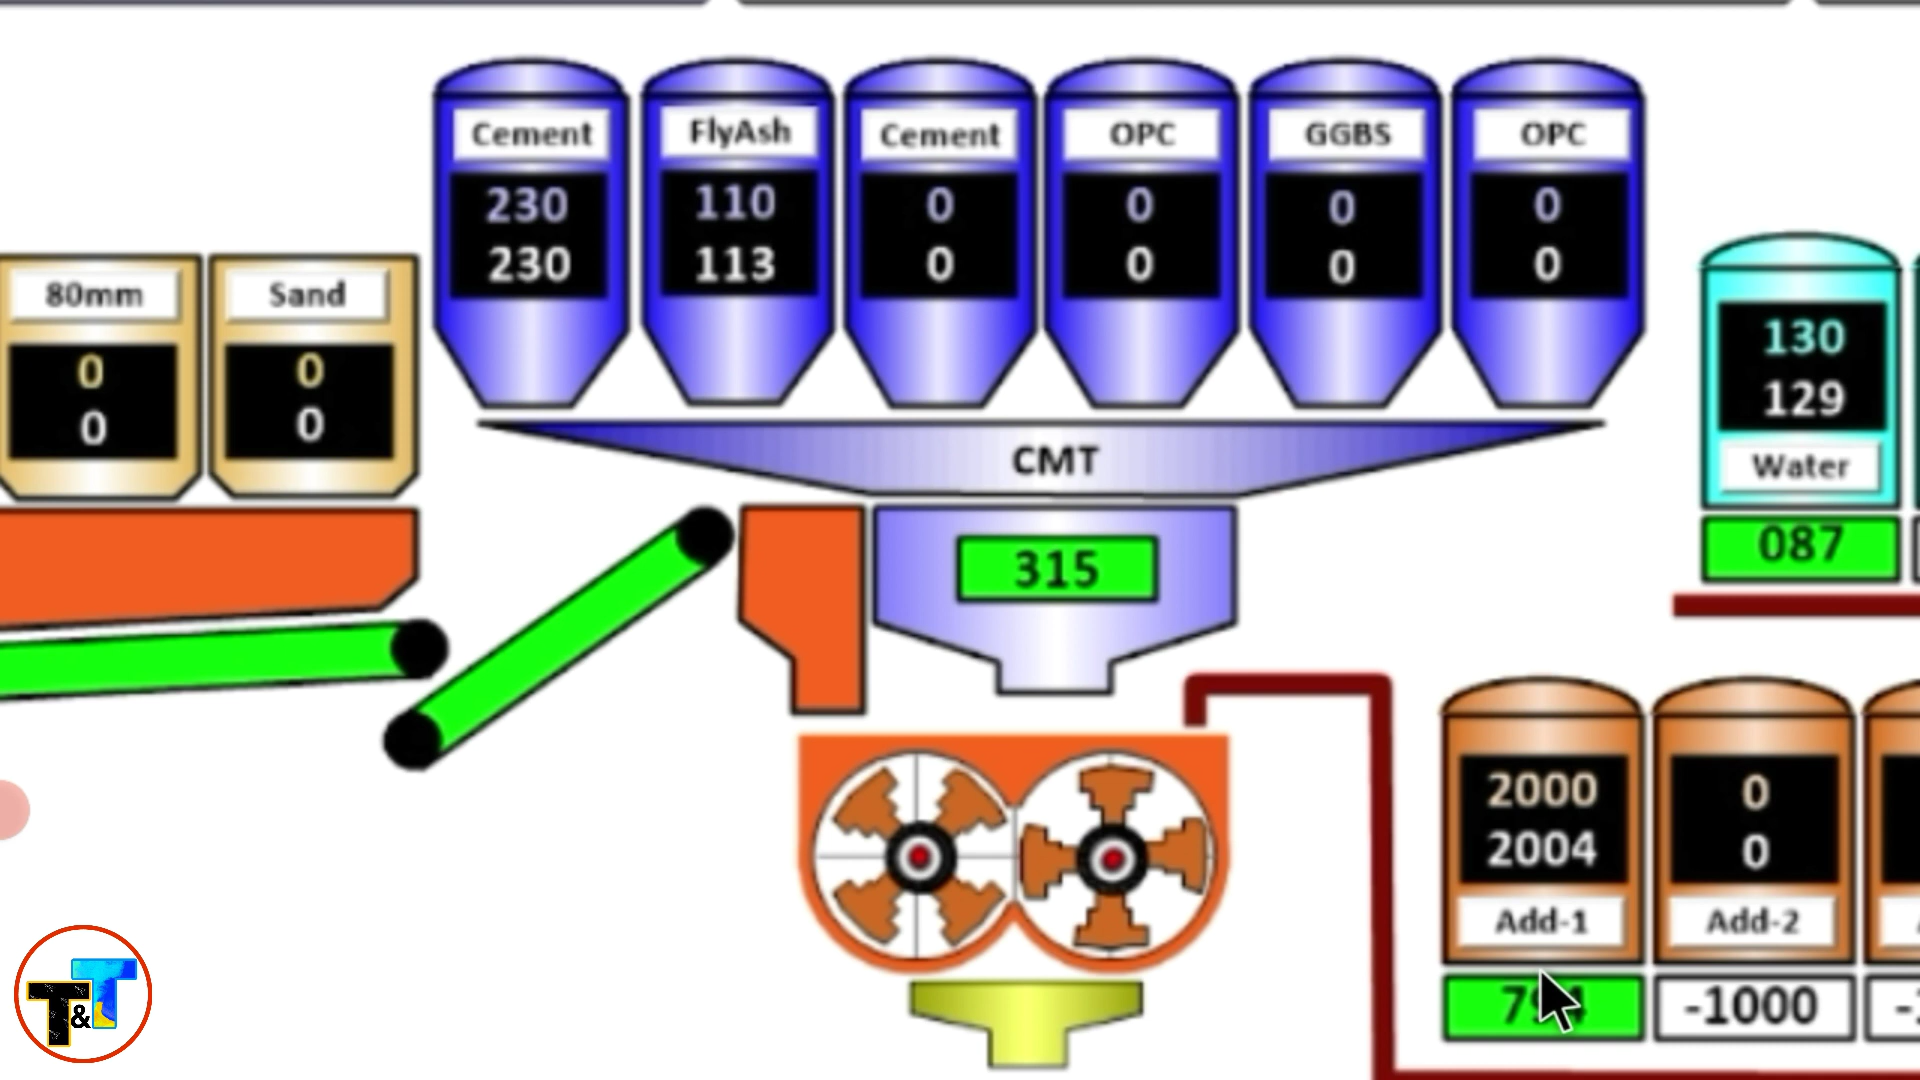 Cement
230
230
FlyAsh
110
113
Cement
0
0
OPC
0
0
GGBS
0
0
OPC
0
0
80mm
0
0
Sand
0
0
CMT
315
130
129
Water
087
2000
2004
Add-1
0
0
Add-2
-1000
T&T